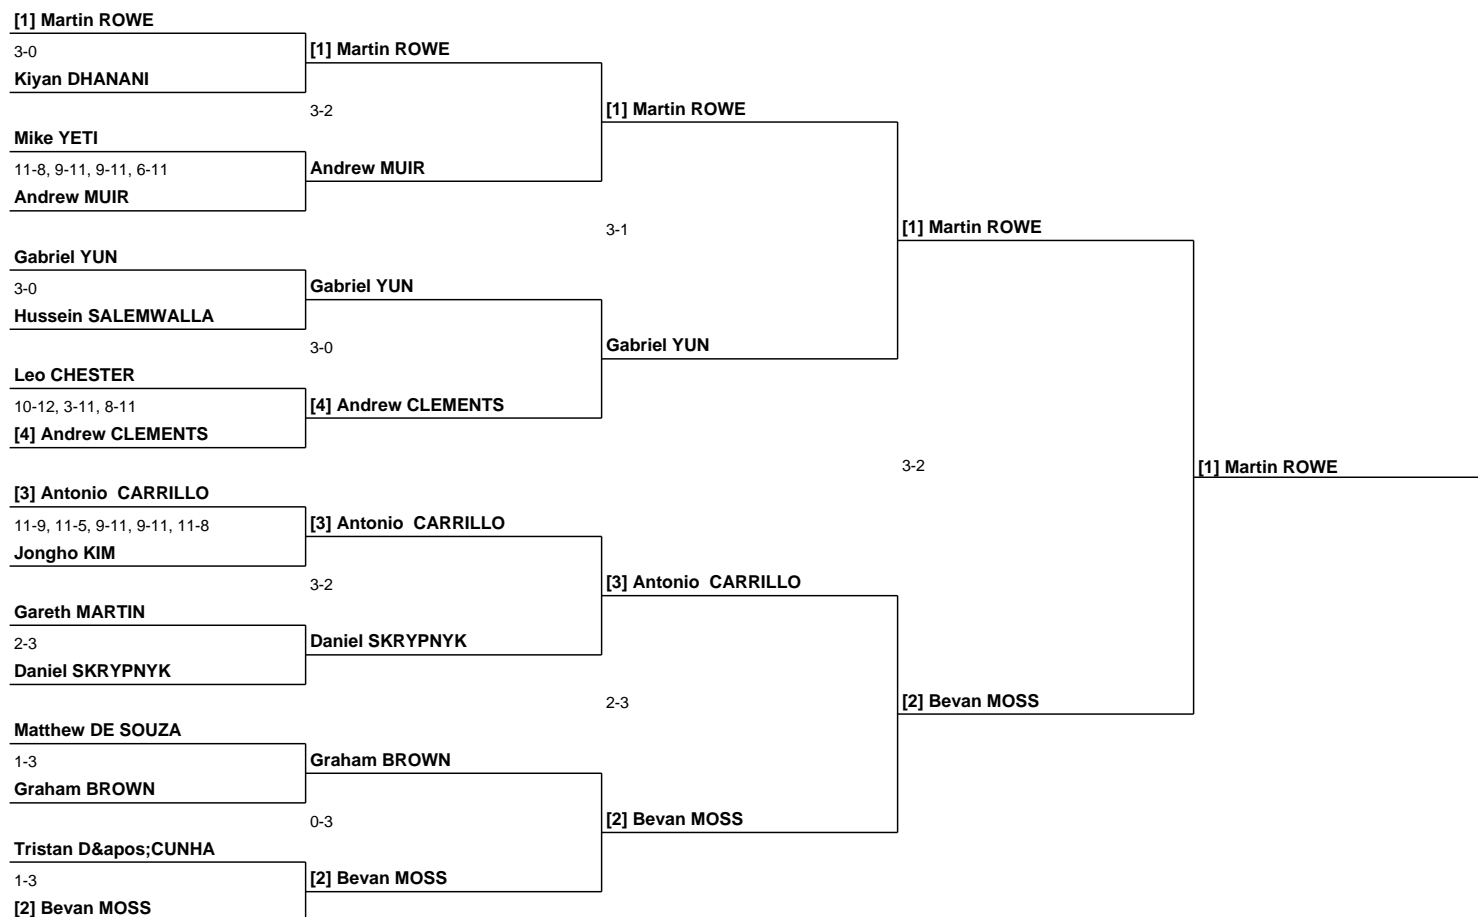 [1] Martin ROWE
3-0
[1] Martin ROWE
Kiyan DHANANI
3-2
[1] Martin ROWE
Mike YETI
11-8, 9-11, 9-11, 6-11
Andrew MUIR
Andrew MUIR
3-1
[1] Martin ROWE
Gabriel YUN
3-0
Gabriel YUN
Hussein SALEMWALLA
3-0
Gabriel YUN
Leo CHESTER
10-12, 3-11, 8-11
[4] Andrew CLEMENTS
[4] Andrew CLEMENTS
3-2
[1] Martin ROWE
[3] Antonio  CARRILLO
11-9, 11-5, 9-11, 9-11, 11-8
[3] Antonio  CARRILLO
Jongho KIM
3-2
[3] Antonio  CARRILLO
Gareth MARTIN
2-3
Daniel SKRYPNYK
Daniel SKRYPNYK
2-3
[2] Bevan MOSS
Matthew DE SOUZA
1-3
Graham BROWN
Graham BROWN
0-3
[2] Bevan MOSS
Tristan D&apos;CUNHA
1-3
[2] Bevan MOSS
[2] Bevan MOSS